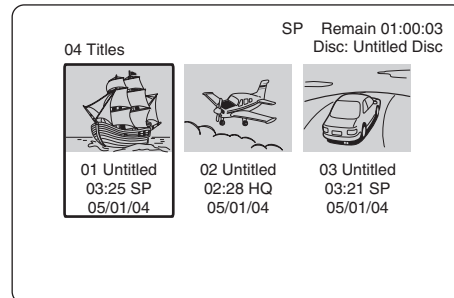 SP Remain 01:00:03
04 Titles
Disc: Untitled Disc
01 Untitled
03:25 SP
05/01/04
02 Untitled
02:28 HQ
05/01/04
03 Untitled
03:21 SP
05/01/04